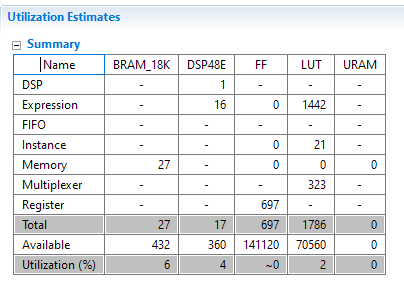 Utilization Estimates
Summary
Name BRAM_18K DSP48E FF LUT URAM
DSP - 1 - - -
Expression - 16 0 1442 -
FIFO - - - - -
Instance - - 0 21 -
Memory 27 - 0 0 0
Multiplexer - - - 323 -
Register - - 697 - -
Total 27 17 697 1786 0
Available 432 360 141120 70560 0
Utilization (%) 6 4 ~0 2 0